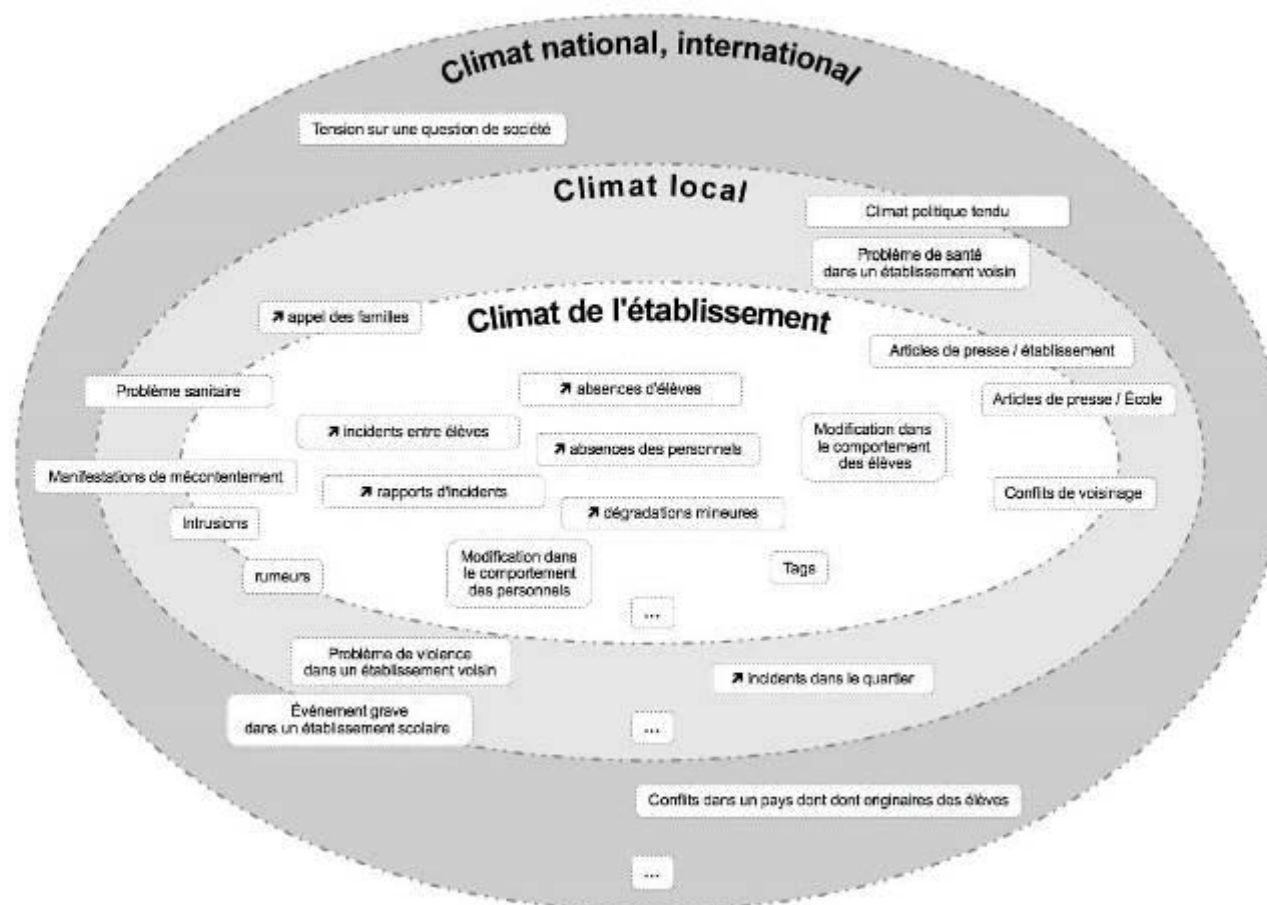 Climat national, international
Tension sur une question de société
Climat local
Climat politique tendu
Problème de santé
dans un établissement voisin
↗ appel des familles
Climat de l'établissement
Articles de presse / établissement
Problème sanitaire
↗ absences d'élèves
Articles de presse / École
↗ incidents entre élèves
↗ absences des personnels
Modification dans
le comportement
des élèves
Manifestations de mécontentement
↗ rapports d'incidents
Conflits de voisinage
Intrusions
↗ dégradations mineures
rumeurs
Modification dans
le comportement
des personnels
Tags
...
Problème de violence
dans un établissement voisin
↗ incidents dans le quartier
Événement grave
dans un établissement scolaire
...
Conflits dans un pays dont dont originaires des élèves
...